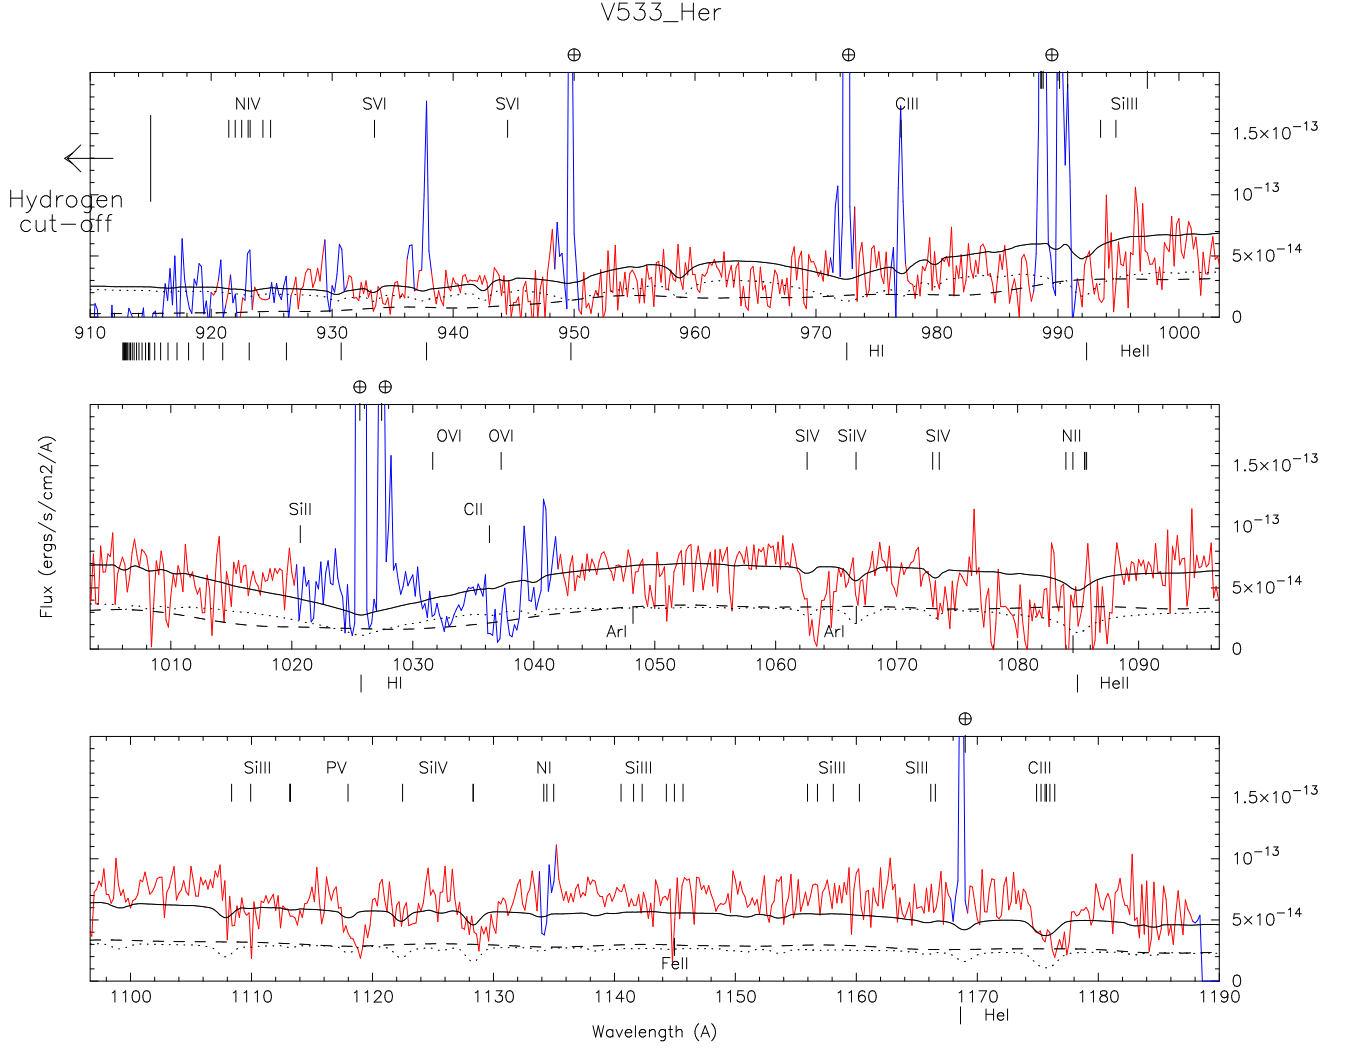 V533_Her
NIV SVI SVI CIII SiIII
1.5×10−13
10−13
5×10−14
0
Hydrogen
cut−off
910 920 930 940 950 960 970 980 990 1000
HI HeII
OVI OVI SIV SiIV SIV NII
SiII CII
1.5×10−13
10−13
5×10−14
0
ArI ArI
Flux (ergs/s/cm2/A)
1010 1020 1030 1040 1050 1060 1070 1080 1090
HI HeII
SiIII PV SiIV NI SiIII SiIII SIII CIII
1.5×10−13
10−13
5×10−14
0
FeII
1100 1110 1120 1130 1140 1150 1160 1170 1180 1190
HeI
Wavelength (A)